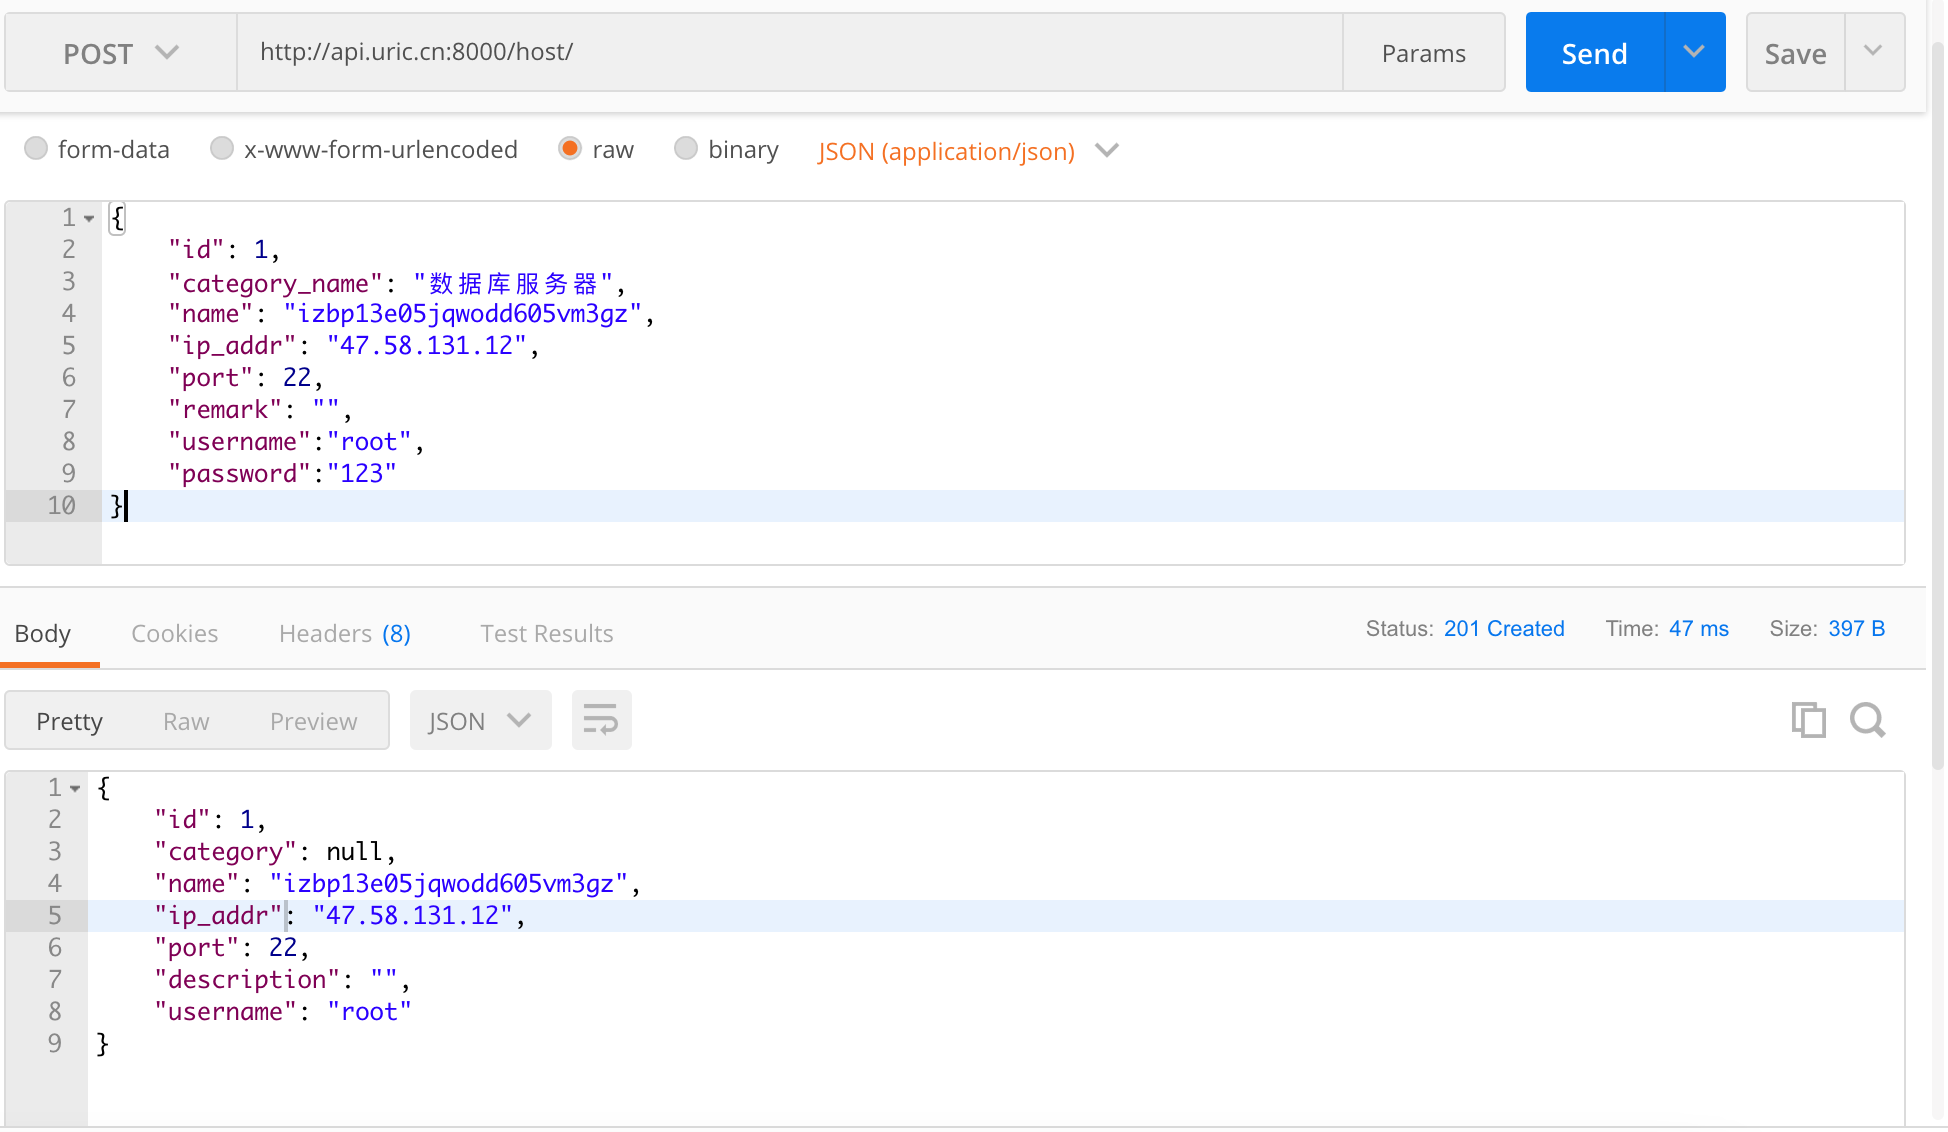 POST http://api.uric.cn:8000/host/ Params Send Save
form-data x-www-form-urlencoded raw binary JSON (application/json)
1 {
2 "id": 1,
3 "category_name": "数据库服务器",
4 "name": "izbp13e05jqwodd605vm3gz",
5 "ip_addr": "47.58.131.12",
6 "port": 22,
7 "remark": "",
8 "username":"root",
9 "password":"123"
10 }
Body Cookies Headers (8) Test Results Status: 201 Created Time: 47 ms Size: 397 B
Pretty Raw Preview JSON
1 {
2 "id": 1,
3 "category": null,
4 "name": "izbp13e05jqwodd605vm3gz",
5 "ip_addr": "47.58.131.12",
6 "port": 22,
7 "description": "",
8 "username": "root"
9 }